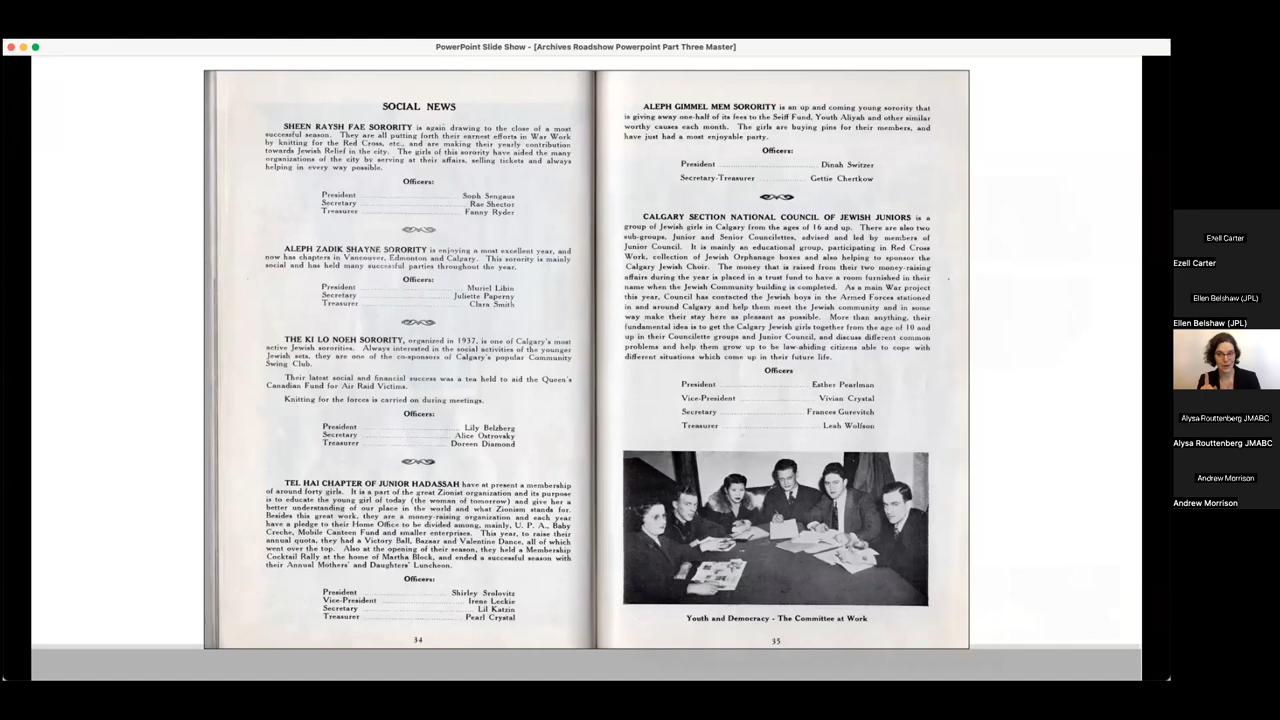 PowerPoint Slide Show - [Archives Roadshow Powerpoint Part Three Master]
SOCIAL NEWS
SHEEN RAYSH FAE SORORITY is again drawing to the close of a most
successful season. They are all putting forth their earnest efforts in War Work
by knitting for the Red Cross, etc., and are making their yearly contribution
towards Jewish Relief in the city. The girls of this sorority have aided the many
organizations of the city by serving at their affairs, selling tickets and always
helping in every way possible.
Officers:
President Soph Sengaus
Secretary Rae Shector
Treasurer Fanny Ryder
ALEPH ZADIK SHAYNE SORORITY is enjoying a most excellent year, and
now has chapters in Vancouver, Edmonton and Calgary. This sorority is mainly
social and has held many successful parties throughout the year.
Officers:
President Muriel Libin
Secretary Juliette Paperny
Treasurer Clara Smith
THE KI LO NOEH SORORITY, organized in 1937, is one of Calgary's most
active Jewish sororities. Always interested in the social activities of the younger
Jewish sets, they are one of the co-sponsors of Calgary's popular Community
Swing Club.
Their latest social and financial success was a tea held to aid the Queen's
Canadian Fund for Air Raid Victims.
Knitting for the forces is carried on during meetings.
Officers:
President Lily Belzberg
Secretary Alice Ostrovsky
Treasurer Doreen Diamond
TEL HAI CHAPTER OF JUNIOR HADASSAH have at present a membership
of around forty girls. It is a part of the great Zionist organization and its purpose
is to educate the young girl of today (the woman of tomorrow) and give her a
better understanding of our place in the world and what Zionism stands for.
Besides this great work, they are a money-raising organization and each year
have a pledge to their Home Office to be divided among, mainly, U. P. A., Baby
Creche, Mobile Canteen Fund and smaller enterprises. This year, to raise their
annual quota, they had a Victory Ball, Bazaar and Valentine Dance, all of which
went over the top. Also at the opening of their season, they held a Membership
Cocktail Rally at the home of Martha Block, and ended a successful season with
their Annual Mothers' and Daughters' Luncheon.
Officers:
President Shirley Srolovitz
Vice-President Irene Leckie
Secretary Lil Katzin
Treasurer Pearl Crystal
34
ALEPH GIMMEL MEM SORORITY is an up and coming young sorority that
is giving away one-half of its fees to the Seiff Fund, Youth Aliyah and other similar
worthy causes each month. The girls are buying pins for their members, and
have just had a most enjoyable party.
Officers:
President Dinah Switzer
Secretary-Treasurer Gettie Chertkow
CALGARY SECTION NATIONAL COUNCIL OF JEWISH JUNIORS is a
group of Jewish girls in Calgary from the ages of 16 and up. There are also two
sub-groups, Junior and Senior Councilettes, advised and led by members of
Junior Council. It is mainly an educational group, participating in Red Cross
Work, collection of Jewish Orphanage boxes and also helping to sponsor the
Calgary Jewish Choir. The money that is raised from their two money-raising
affairs during the year is placed in a trust fund to have a room furnished in their
name when the Jewish Community building is completed. As a main War project
this year, Council has contacted the Jewish boys in the Armed Forces stationed
in and around Calgary and help them meet the Jewish community and in some
way make their stay here as pleasant as possible. More than anything, their
fundamental idea is to get the Calgary Jewish girls together from the age of 10 and
up in their Councilette groups and Junior Council, and discuss different common
problems and help them grow up to be law-abiding citizens able to cope with
different situations which come up in their future life.
Officers
President Esther Pearlman
Vice-President Vivian Crystal
Secretary Frances Gurevitch
Treasurer Leah Wolfson
Youth and Democracy - The Committee at Work
35
Ezell Carter
Ezell Carter
Ellen Belshaw (JPL)
Ellen Belshaw (JPL)
Alysa Routtenberg JMABC
Alysa Routtenberg JMABC
Andrew Morrison
Andrew Morrison